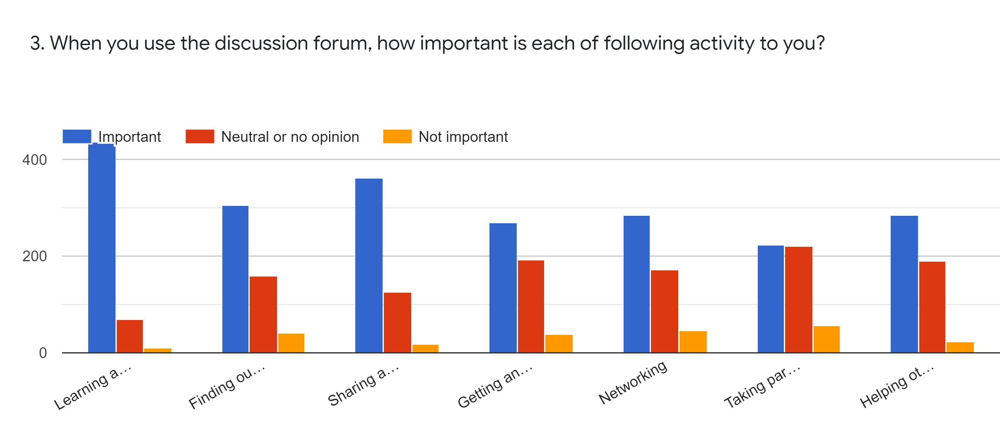 3. When you use the discussion forum, how important is each of following activity to you?
Important
Neutral or no opinion
Not important
400
200
0
Learning a...
Finding ou...
Sharing a...
Getting an...
Networking
Taking par...
Helping ot...